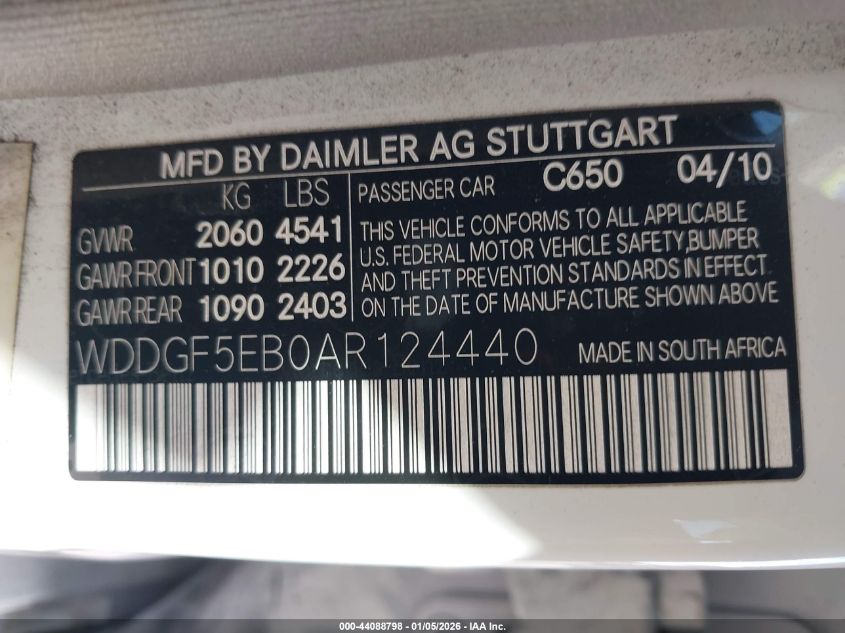 MFD BY DAIMLER AG STUTTGART
KG LBS
GVWR 2060 4541
GAWR FRONT 1010 2226
GAWR REAR 1090 2403
PASSENGER CAR C650 04/10
THIS VEHICLE CONFORMS TO ALL APPLICABLE
U.S. FEDERAL MOTOR VEHICLE SAFETY,BUMPER
AND THEFT PREVENTION STANDARDS IN EFFECT
ON THE DATE OF MANUFACTURE SHOWN ABOVE
WDDGF5EB0AR124440 MADE IN SOUTH AFRICA
000-44088798 - 01/05/2026 - IAA Inc.